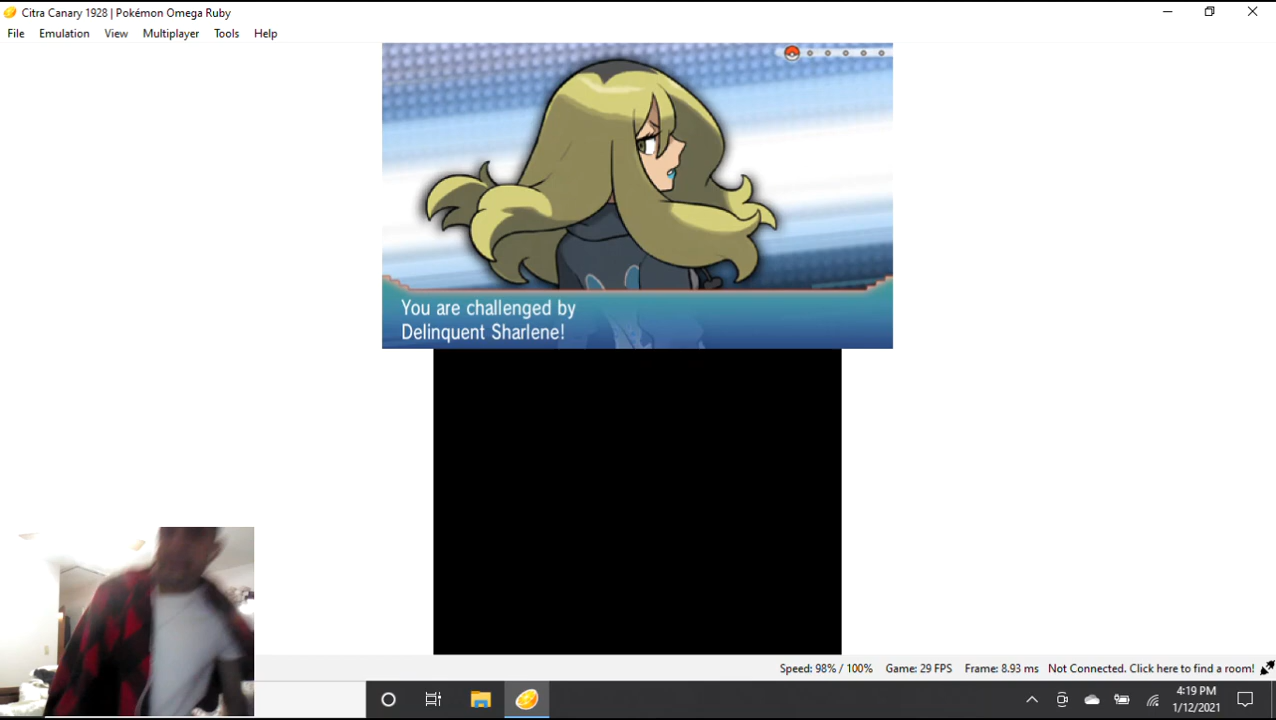 Citra Canary 1928 | Pokémon Omega Ruby
File Emulation View Multiplayer Tools Help
You are challenged by
Delinquent Sharlene!
Speed: 98% / 100% Game: 29 FPS Frame: 8.93 ms Not Connected. Click here to find a room!
4:19 PM
1/12/2021